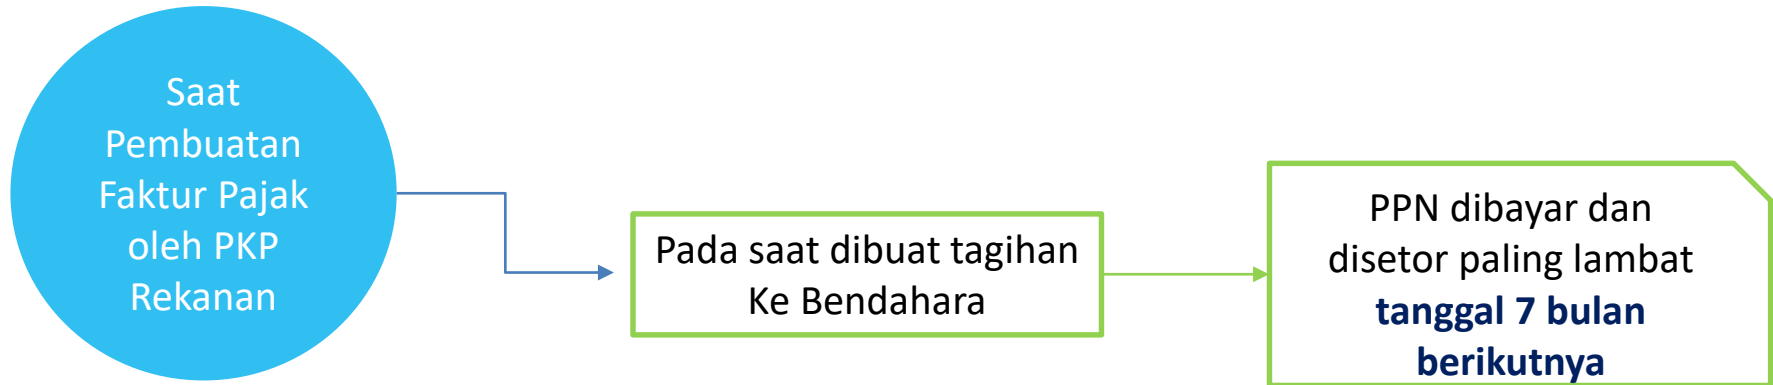 Saat
Pembuatan
Faktur Pajak
oleh PKP
Rekanan
Pada saat dibuat tagihan
Ke Bendahara
PPN dibayar dan
disetor paling lambat
tanggal 7 bulan
berikutnya